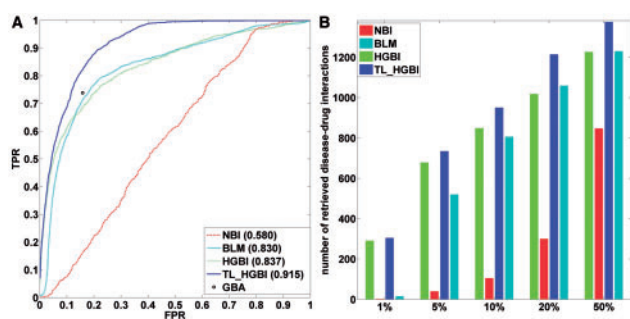 A
1
0.9
0.8
0.7
0.6
0.5
0.4
0.3
0.2
0.1
0
TPR
0 0.1 0.2 0.3 0.4 0.5 0.6 0.7 0.8 0.9 1
FPR
NBI (0.580)
BLM (0.830)
HGBI (0.837)
TL_HGBI (0.915)
GBA
B
NBI
BLM
HGBI
TL_HGBI
number of retrieved disease-drug interactions
1200
1000
800
600
400
200
0
1% 5% 10% 20% 50%